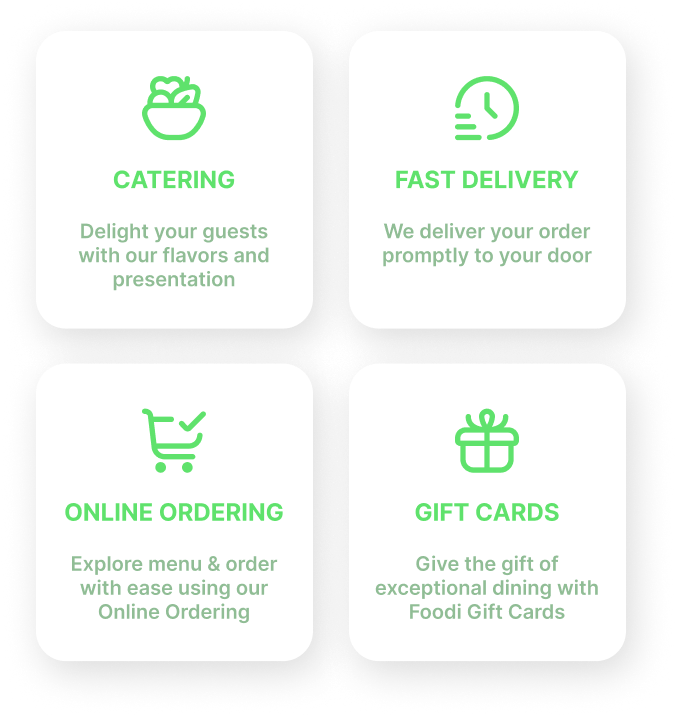 CATERING
Delight your guests
with our flavors and
presentation
FAST DELIVERY
We deliver your order
promptly to your door
ONLINE ORDERING
Explore menu & order
with ease using our
Online Ordering
GIFT CARDS
Give the gift of
exceptional dining with
Foodi Gift Cards